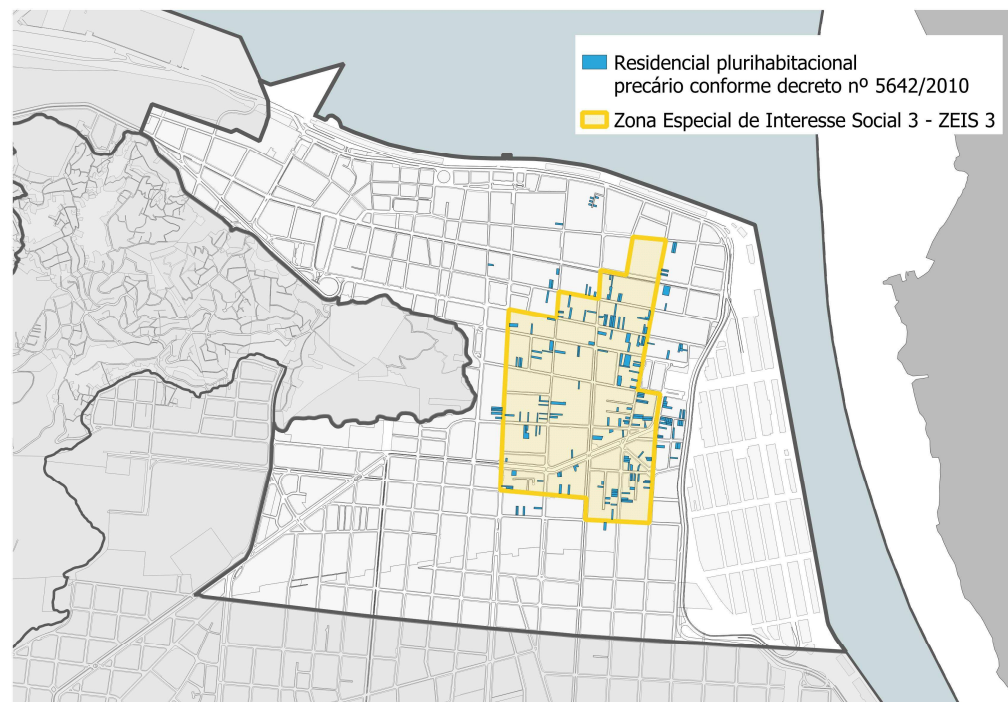 Residencial plurihabitacional
precário conforme decreto nº 5642/2010
Zona Especial de Interesse Social 3 - ZEIS 3